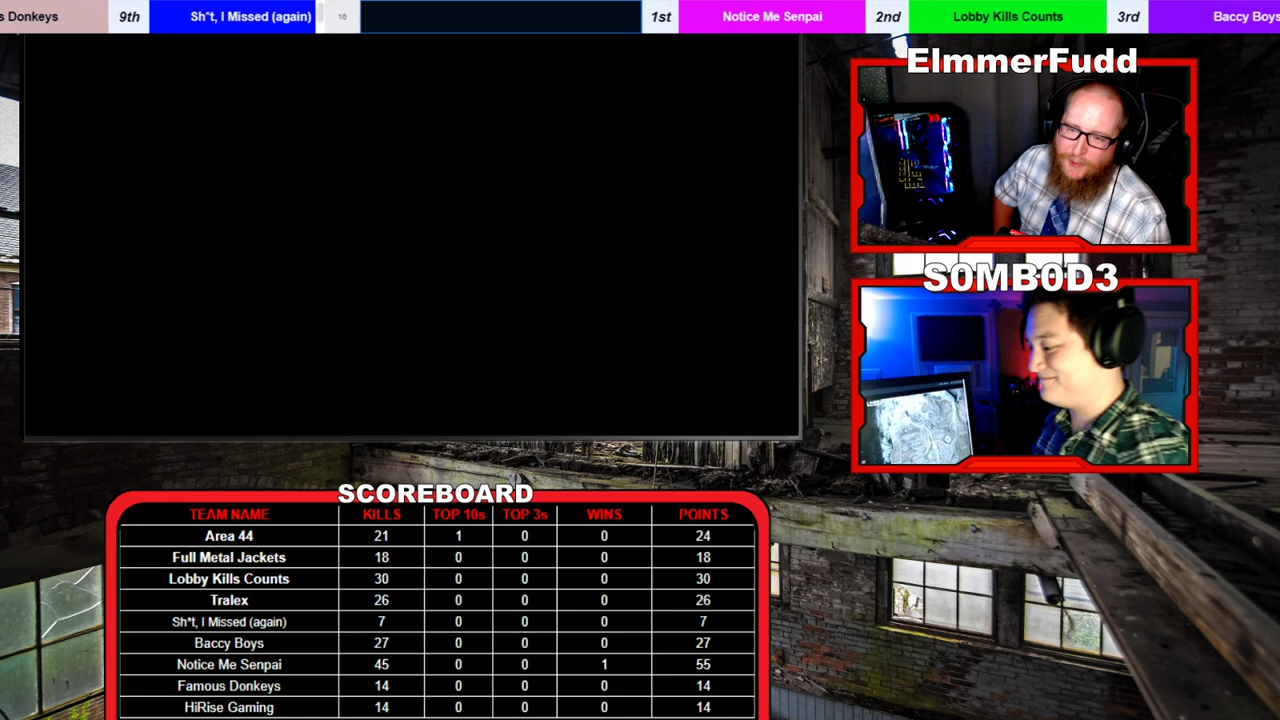 s Donkeys 9th Sh*t, I Missed (again) 16 1st Notice Me Senpai 2nd Lobby Kills Counts 3rd Baccy Boys
ElmmerFudd
S0MB0D3
SCOREBOARD
TEAM NAME KILLS TOP 10s TOP 3s WINS POINTS
Area 44 21 1 0 0 24
Full Metal Jackets 18 0 0 0 18
Lobby Kills Counts 30 0 0 0 30
Tralex 26 0 0 0 26
Sh*t, I Missed (again) 7 0 0 0 7
Baccy Boys 27 0 0 0 27
Notice Me Senpai 45 0 0 1 55
Famous Donkeys 14 0 0 0 14
HiRise Gaming 14 0 0 0 14